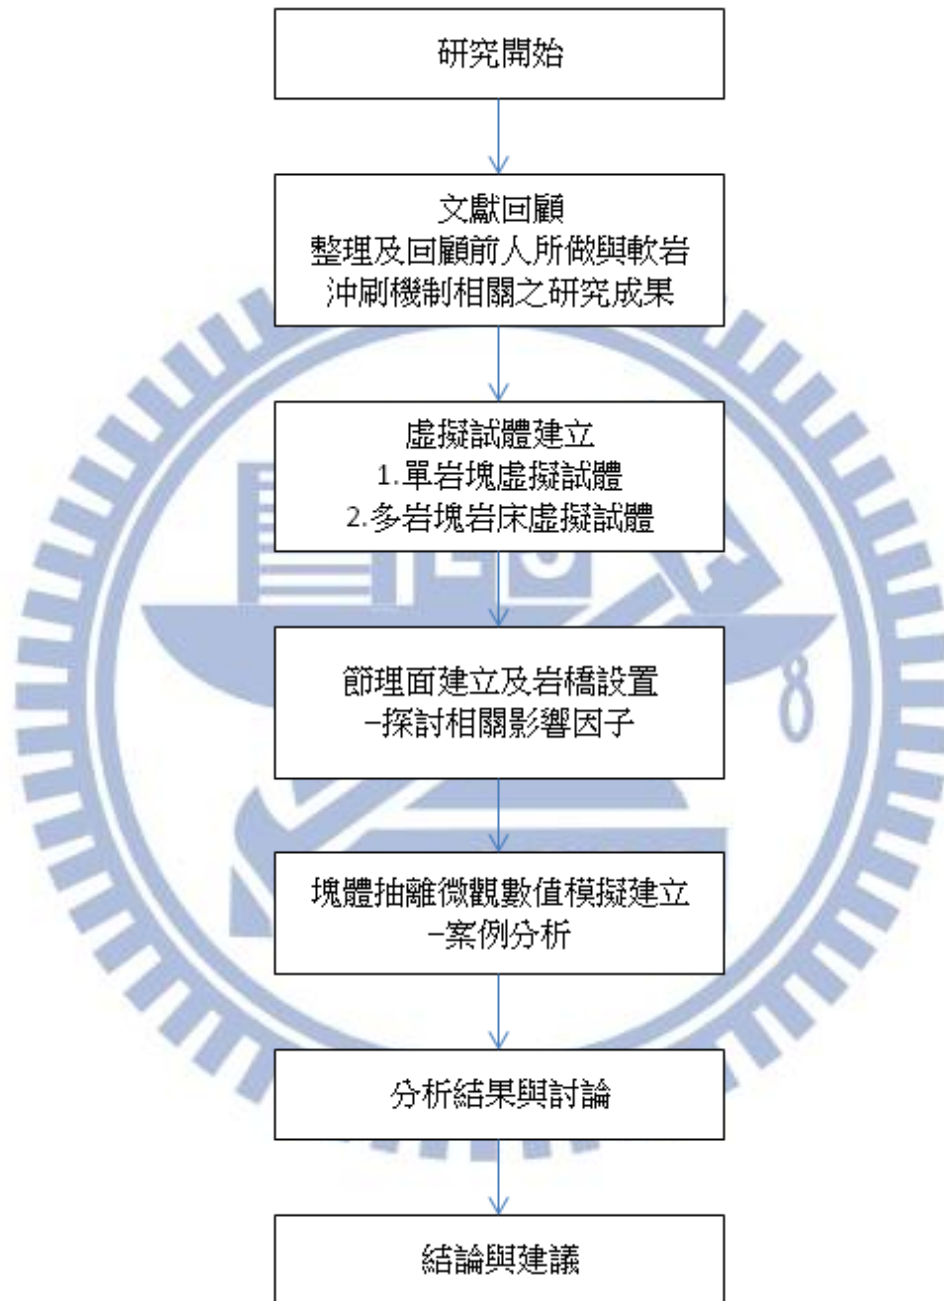 研究開始
文獻回顧
整理及回顧前人所做與軟岩
沖刷機制相關之研究成果
虛擬試體建立
1.單岩塊虛擬試體
2.多岩塊岩床虛擬試體
節理面建立及岩橋設置
–探討相關影響因子
塊體抽離微觀數值模擬建立
–案例分析
分析結果與討論
結論與建議